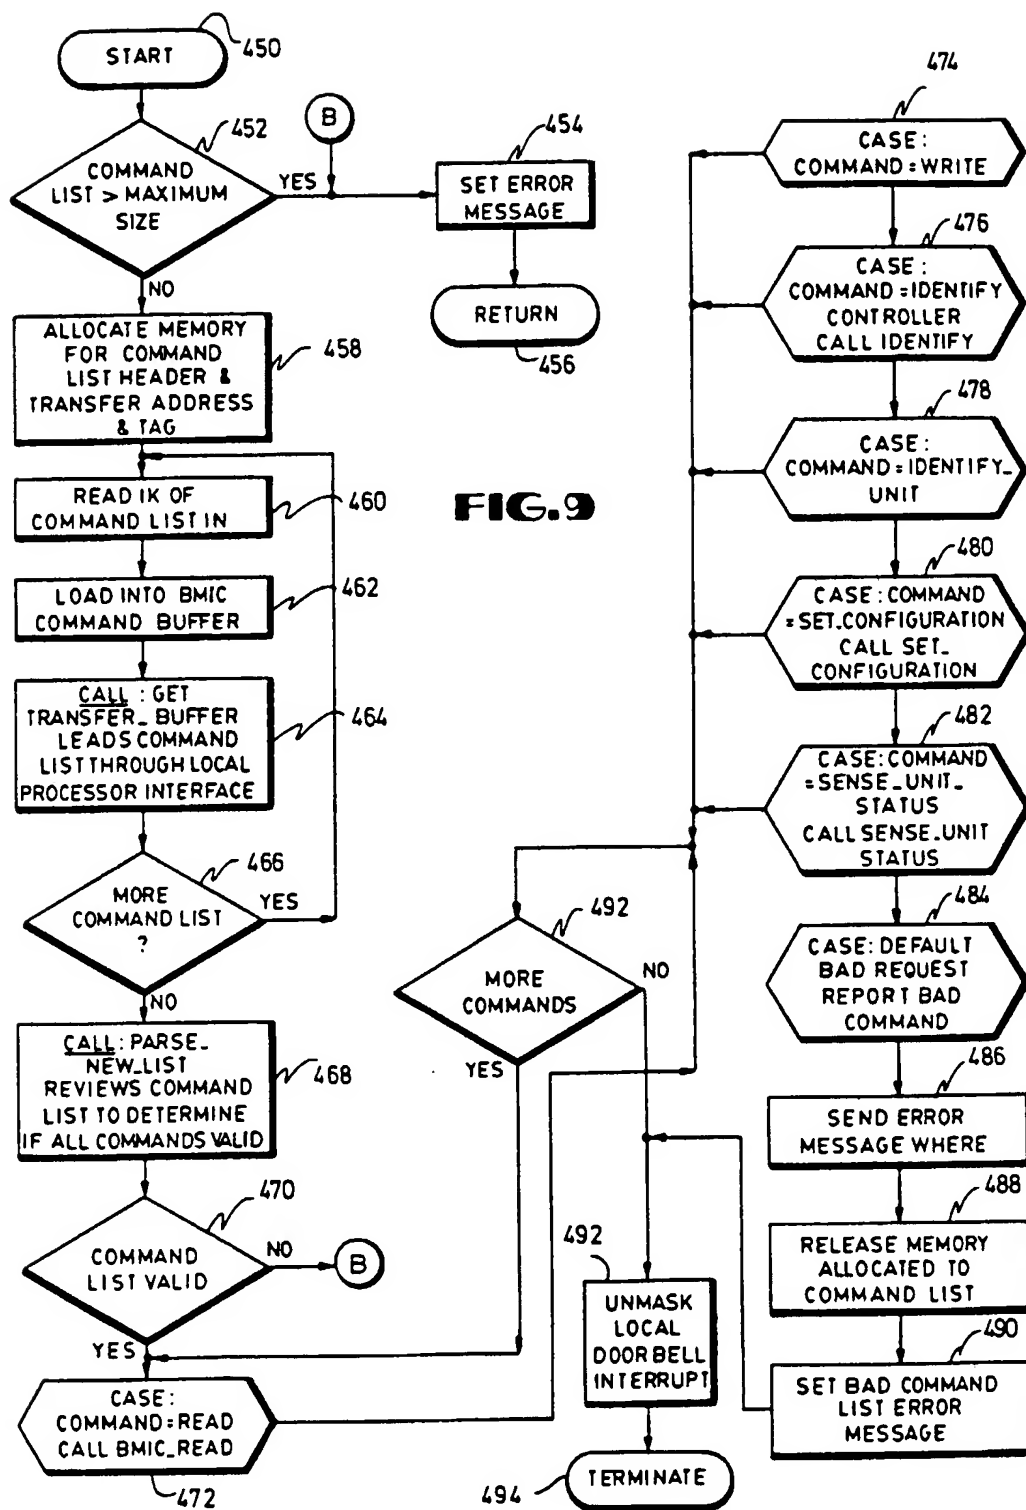 START
450
COMMAND
LIST > MAXIMUM
SIZE
452
YES
B
454
SET ERROR
MESSAGE
RETURN
456
NO
ALLOCATE MEMORY
FOR COMMAND
LIST HEADER &
TRANSFER ADDRESS
& TAG
458
READ 1K OF
COMMAND LIST IN
460
FIG.9
LOAD INTO BMIC
COMMAND BUFFER
462
CALL : GET
TRANSFER_ BUFFER
LEADS COMMAND
LIST THROUGH LOCAL
PROCESSOR INTERFACE
464
MORE
COMMAND LIST
?
466
YES
NO
CALL : PARSE_
NEW_LIST
REVIEWS COMMAND
LIST TO DETERMINE
IF ALL COMMANDS VALID
468
COMMAND
LIST VALID
470
NO
B
YES
CASE:
COMMAND = READ
CALL BMIC_READ
472
474
CASE:
COMMAND = WRITE
476
CASE :
COMMAND = IDENTIFY
CONTROLLER
CALL IDENTIFY
478
CASE :
COMMAND = IDENTIFY_
UNIT
480
CASE : COMMAND
= SET_CONFIGURATION
CALL SET_
CONFIGURATION
482
CASE: COMMAND
= SENSE_UNIT_
STATUS
CALL SENSE_UNIT
STATUS
484
CASE: DEFAULT
BAD REQUEST
REPORT BAD
COMMAND
486
SEND ERROR
MESSAGE WHERE
488
RELEASE MEMORY
ALLOCATED TO
COMMAND LIST
490
SET BAD COMMAND
LIST ERROR
MESSAGE
492
MORE
COMMANDS
NO
YES
492
UNMASK
LOCAL
DOOR BELL
INTERRUPT
494
TERMINATE